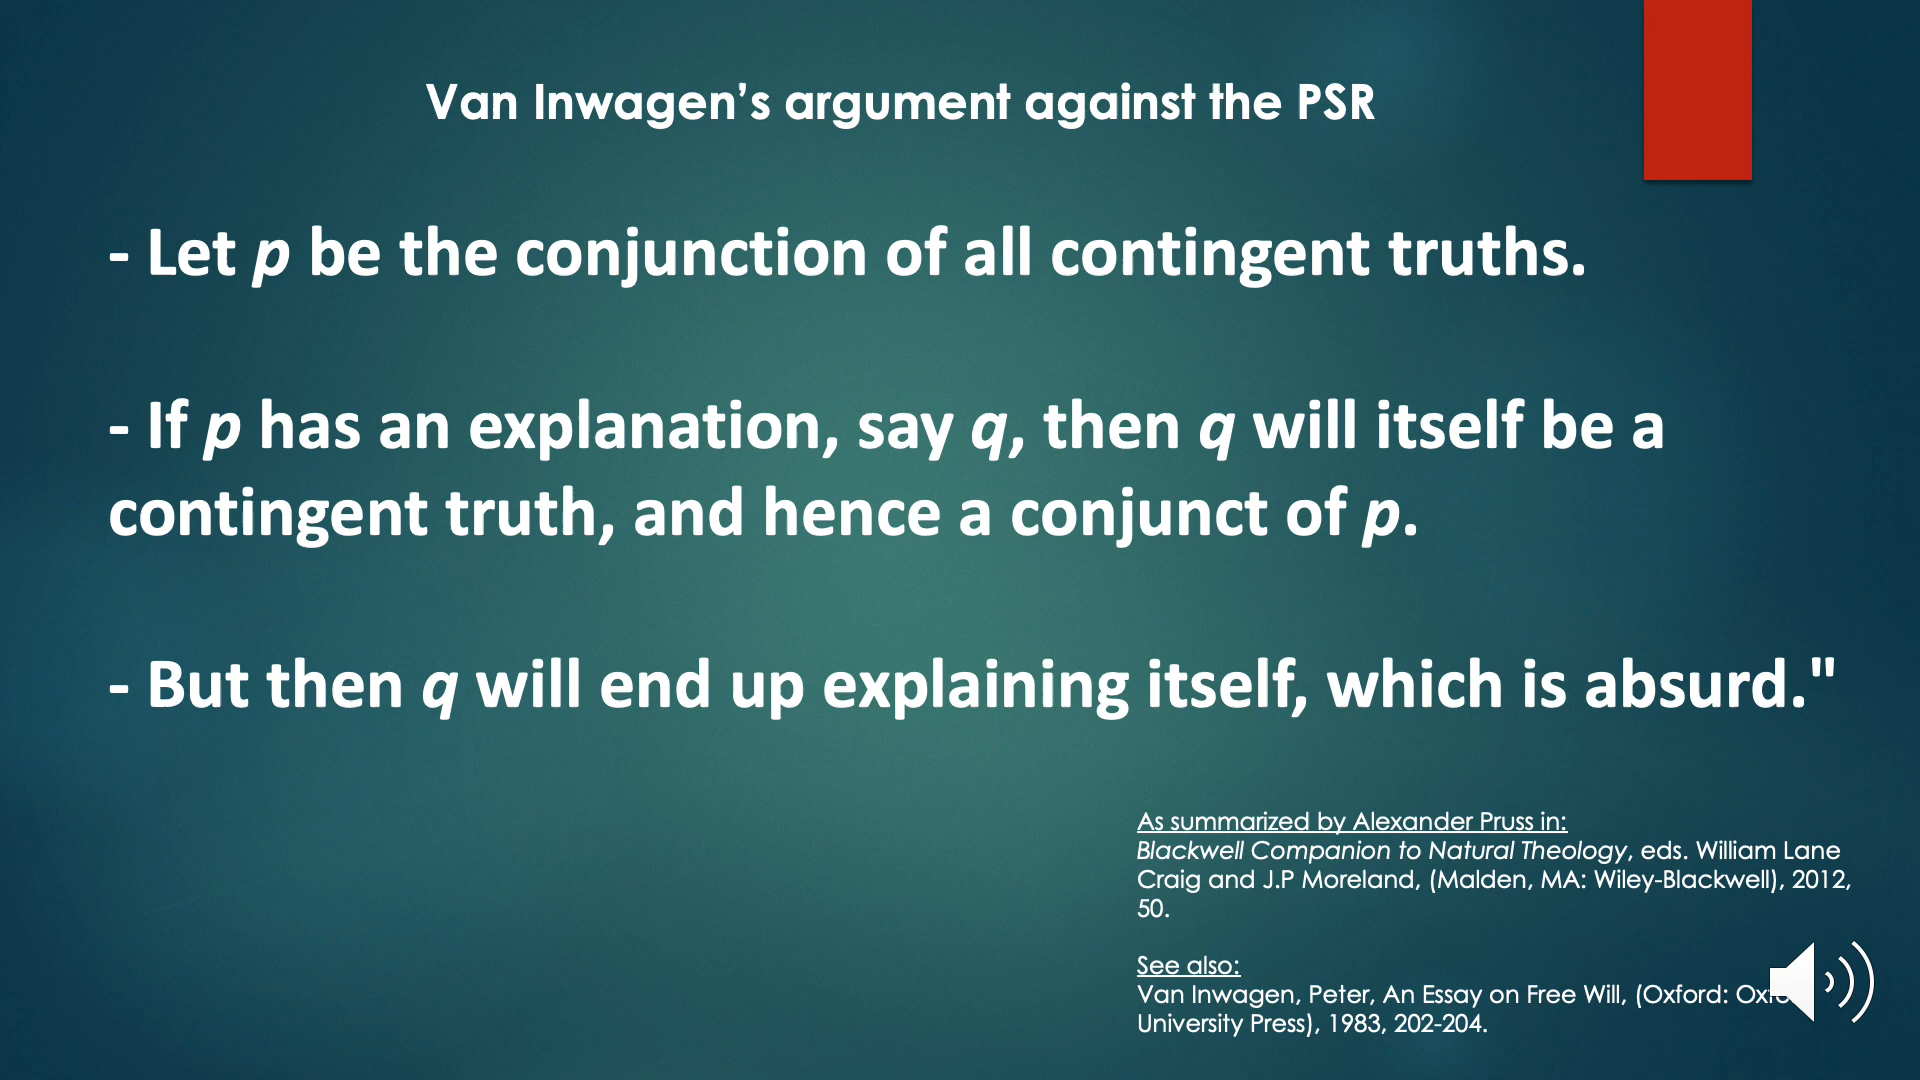 Van Inwagen’s argument against the PSR
- Let p be the conjunction of all contingent truths.
- If p has an explanation, say q, then q will itself be a
contingent truth, and hence a conjunct of p.
- But then q will end up explaining itself, which is absurd."
As summarized by Alexander Pruss in:
Blackwell Companion to Natural Theology, eds. William Lane
Craig and J.P Moreland, (Malden, MA: Wiley-Blackwell), 2012,
50.
See also:
Van Inwagen, Peter, An Essay on Free Will, (Oxford:
University Press), 1983, 202-204.